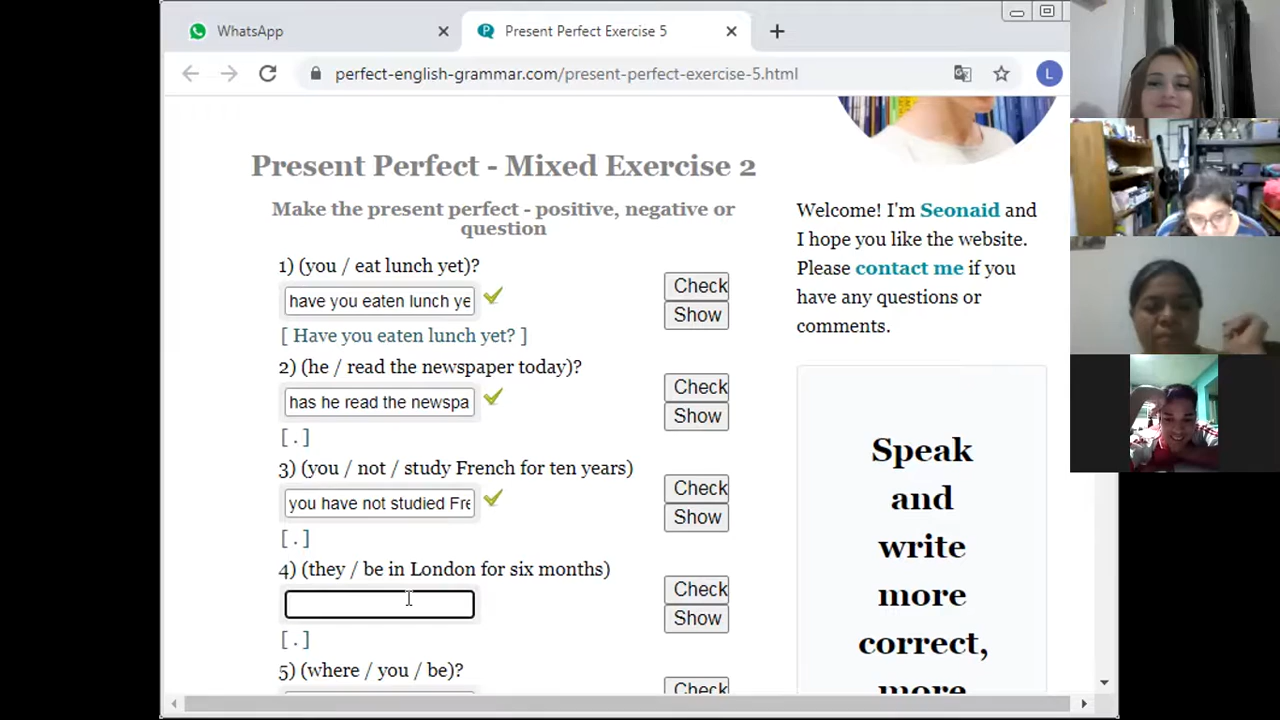 WhatsApp
Present Perfect Exercise 5
perfect-english-grammar.com/present-perfect-exercise-5.html
L
Present Perfect - Mixed Exercise 2
Make the present perfect - positive, negative or
question
1) (you / eat lunch yet)?
have you eaten lunch ye
[ Have you eaten lunch yet? ]
Check
Show
2) (he / read the newspaper today)?
has he read the newspa
[ . ]
Check
Show
3) (you / not / study French for ten years)
you have not studied Fre
[ . ]
Check
Show
4) (they / be in London for six months)
[ . ]
Check
Show
5) (where / you / be)?
Check
Welcome! I'm Seonaid and
I hope you like the website.
Please contact me if you
have any questions or
comments.
Speak
and
write
more
correct,
more